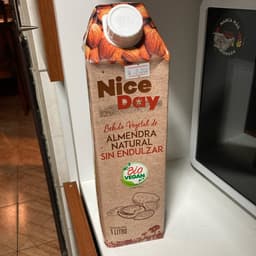 Nice
Day
Bebida Vegetal de
ALMENDRA
NATURAL
SIN ENDULZAR
Bio
VEGAN
1 LITRO